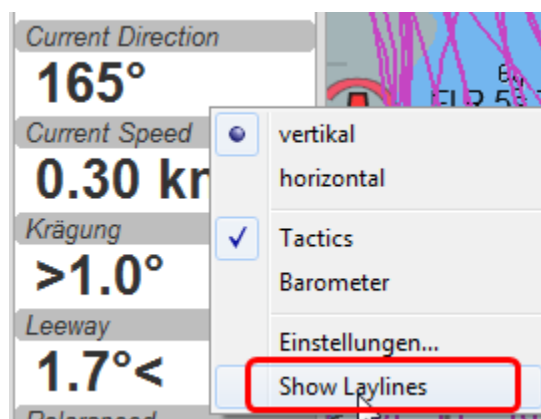 Current Direction
165°
Current Speed
0.30
Krägung
>1.0°
Leeway
1.7°<
vertikal
horizontal
Tactics
Barometer
Einstellungen...
Show Laylines